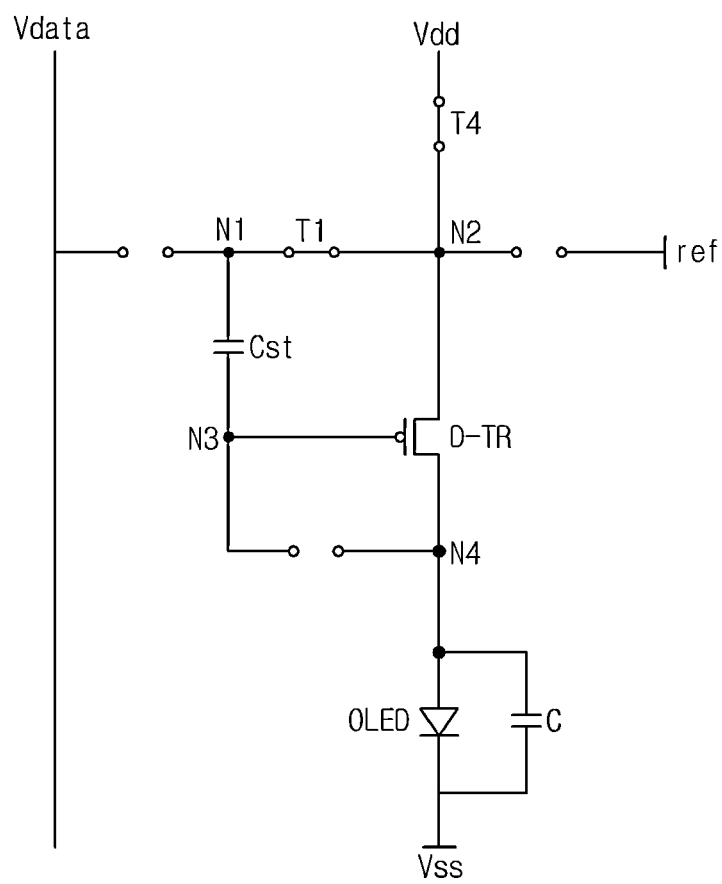 Vdata
Vdd
T4
N1
T1
N2
ref
Cst
N3
D-TR
N4
OLED
C
Vss